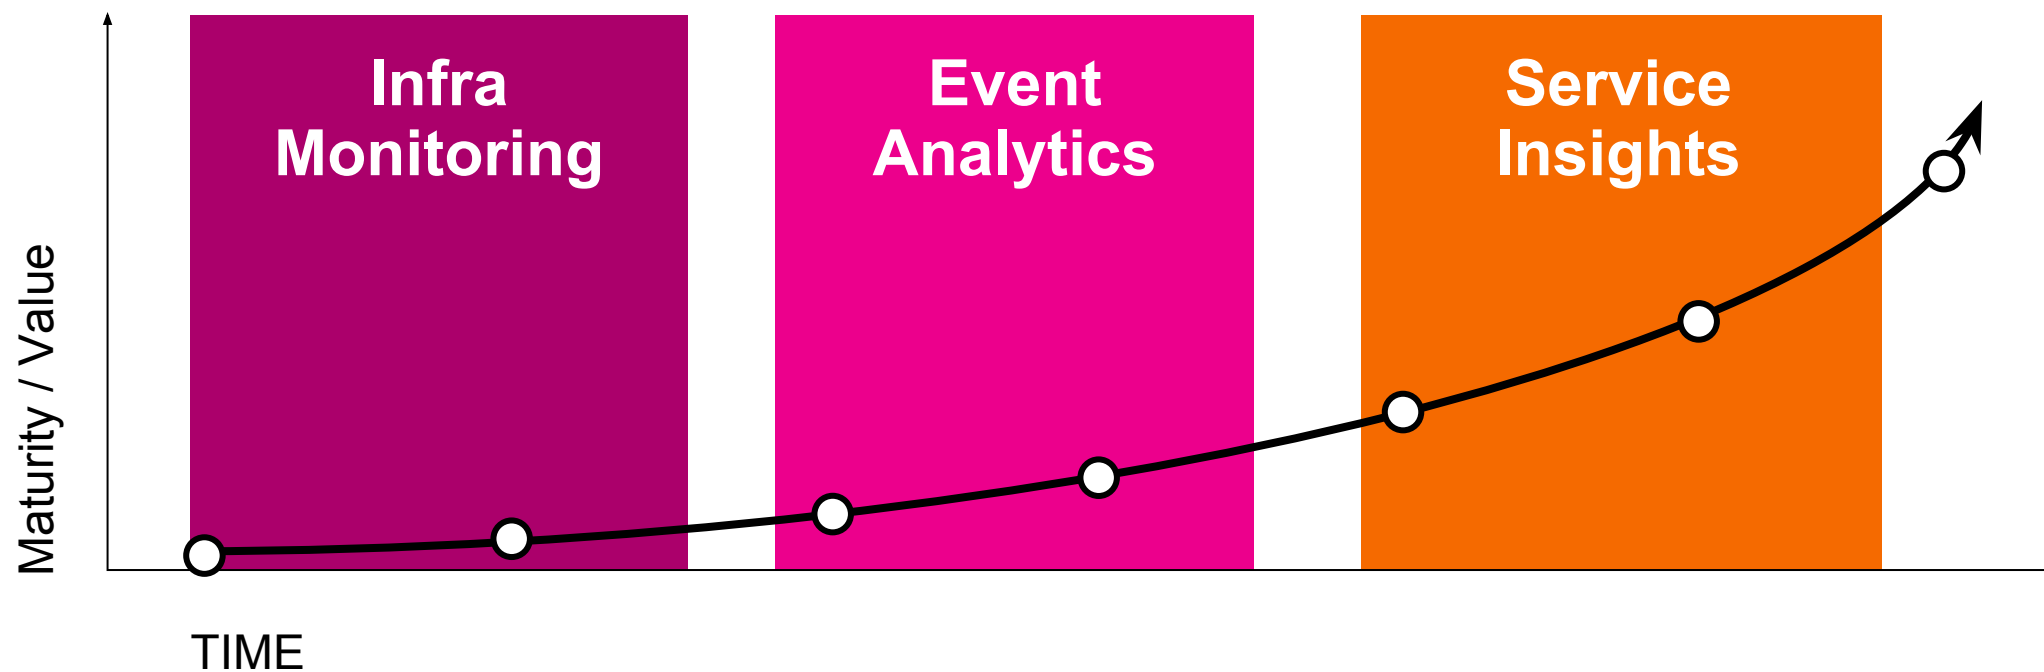 Infra
Monitoring
Event
Analytics
Service
Insights
Maturity / Value
TIME